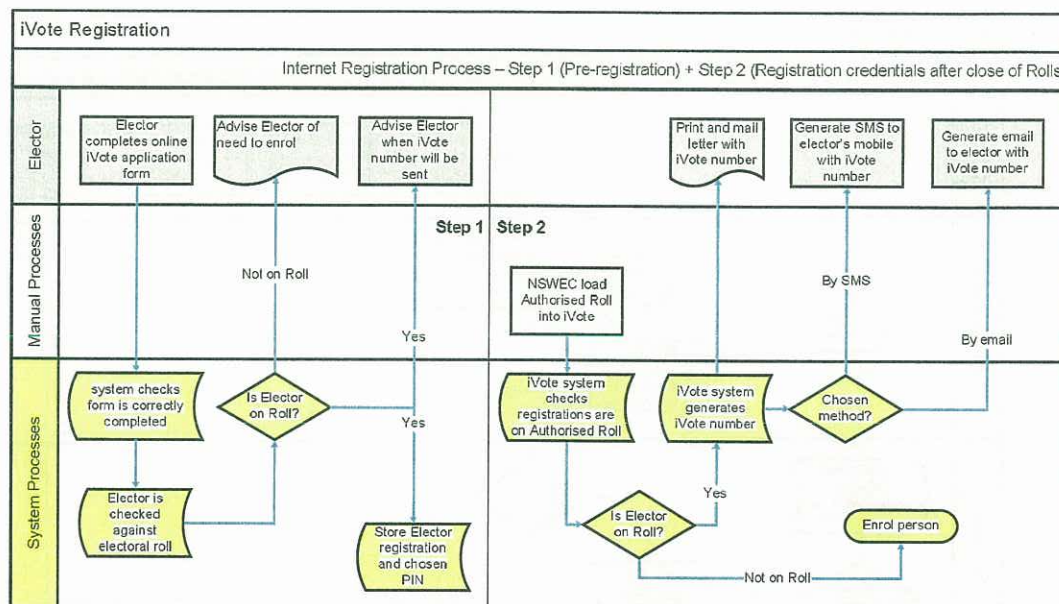 iVote Registration
Internet Registration Process – Step 1 (Pre-registration) + Step 2 (Registration credentials after close of Rolls
Elector
Elector
completes online
iVote application
form
Advise Elector of
need to enrol
Advise Elector
when iVote
number will be
sent
Print and mail
letter with
iVote number
Generate SMS to
elector's mobile
with iVote
number
Generate email
to elector with
iVote number
Manual Processes
Step 1
Step 2
Not on Roll
Yes
NSWEC load
Authorised Roll
into iVote
By SMS
By email
System Processes
system checks
form is correctly
completed
Is Elector
on Roll?
Yes
Elector is
checked
against
electoral roll
Store Elector
registration
and chosen
PIN
iVote system
checks
registrations are
on Authorised Roll
iVote system
generates
iVote number
Chosen
method?
Is Elector
on Roll?
Yes
Not on Roll
Enrol person